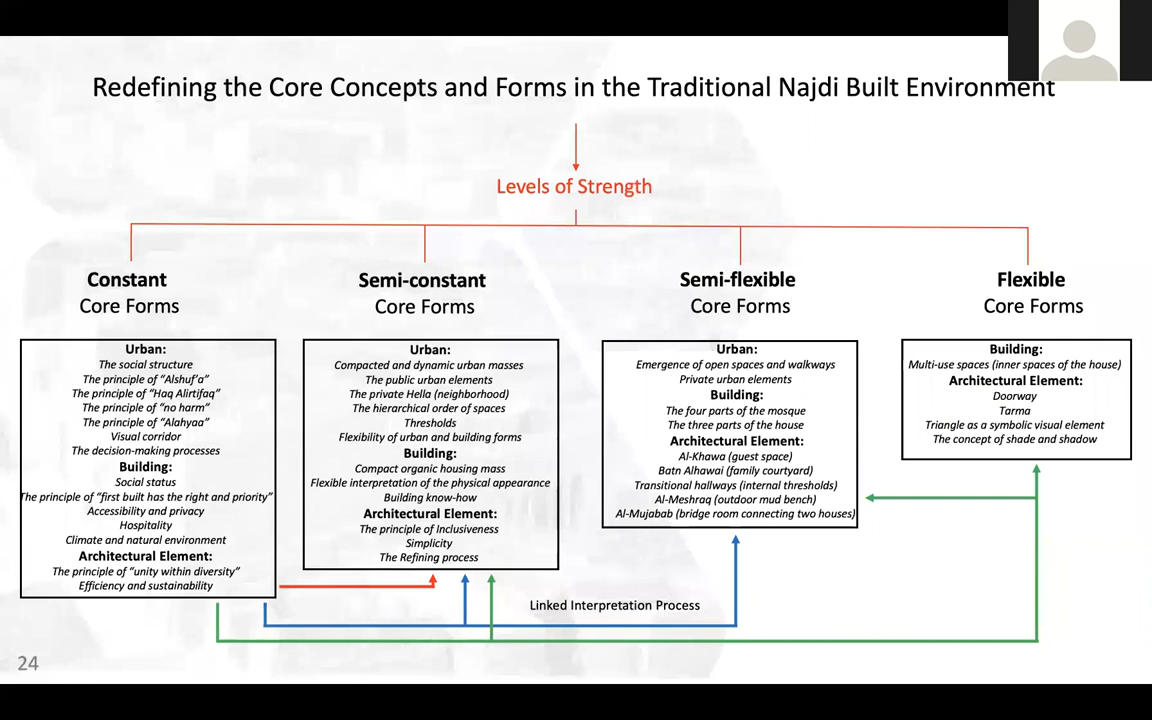 Redefining the Core Concepts and Forms in the Traditional Najdi Built Environment
Levels of Strength
Constant
Core Forms
Urban:
The social structure
The principle of “Alshuf’a”
The principle of “Haq Alirtifaq”
The principle of “no harm”
The principle of “Alahyaa”
Visual corridor
The decision-making processes
Building:
Social status
The principle of “first built has the right and priority”
Accessibility and privacy
Hospitality
Climate and natural environment
Architectural Element:
The principle of “unity within diversity”
Efficiency and sustainability
Semi-constant
Core Forms
Urban:
Compacted and dynamic urban masses
The public urban elements
The private Hella (neighborhood)
The hierarchical order of spaces
Thresholds
Flexibility of urban and building forms
Building:
Compact organic housing mass
Flexible interpretation of the physical appearance
Building know-how
Architectural Element:
The principle of Inclusiveness
Simplicity
The Refining process
Semi-flexible
Core Forms
Urban:
Emergence of open spaces and walkways
Private urban elements
Building:
The four parts of the mosque
The three parts of the house
Architectural Element:
Al-Khawa (guest space)
Batn Alhawai (family courtyard)
Transitional hallways (internal thresholds)
Al-Meshraq (outdoor mud bench)
Al-Mujabab (bridge room connecting two houses)
Flexible
Core Forms
Building:
Multi-use spaces (inner spaces of the house)
Architectural Element:
Doorway
Tarma
Triangle as a symbolic visual element
The concept of shade and shadow
Linked Interpretation Process
24